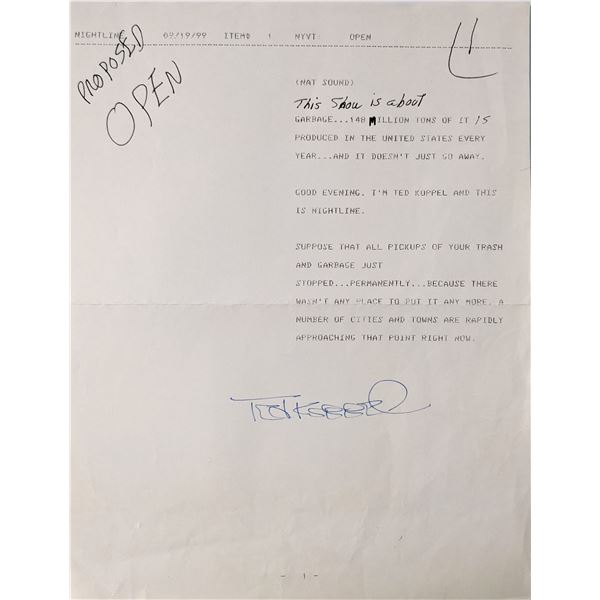 NIGHTLINE 09/19/99 ITEM# 1 NYVT: OPEN
PROPOSED
OPEN
(NAT SOUND)
This Show is about
GARBAGE...148 MILLION TONS OF IT IS
PRODUCED IN THE UNITED STATES EVERY
YEAR...AND IT DOESN'T JUST GO AWAY.
GOOD EVENING. I'M TED KOPPEL AND THIS
IS NIGHTLINE.
SUPPOSE THAT ALL PICKUPS OF YOUR TRASH
AND GARBAGE JUST
STOPPED...PERMANENTLY...BECAUSE THERE
WASN'T ANY PLACE TO PUT IT ANY MORE. A
NUMBER OF CITIES AND TOWNS ARE RAPIDLY
APPROACHING THAT POINT RIGHT NOW.
Ted Koppel
- 1 -